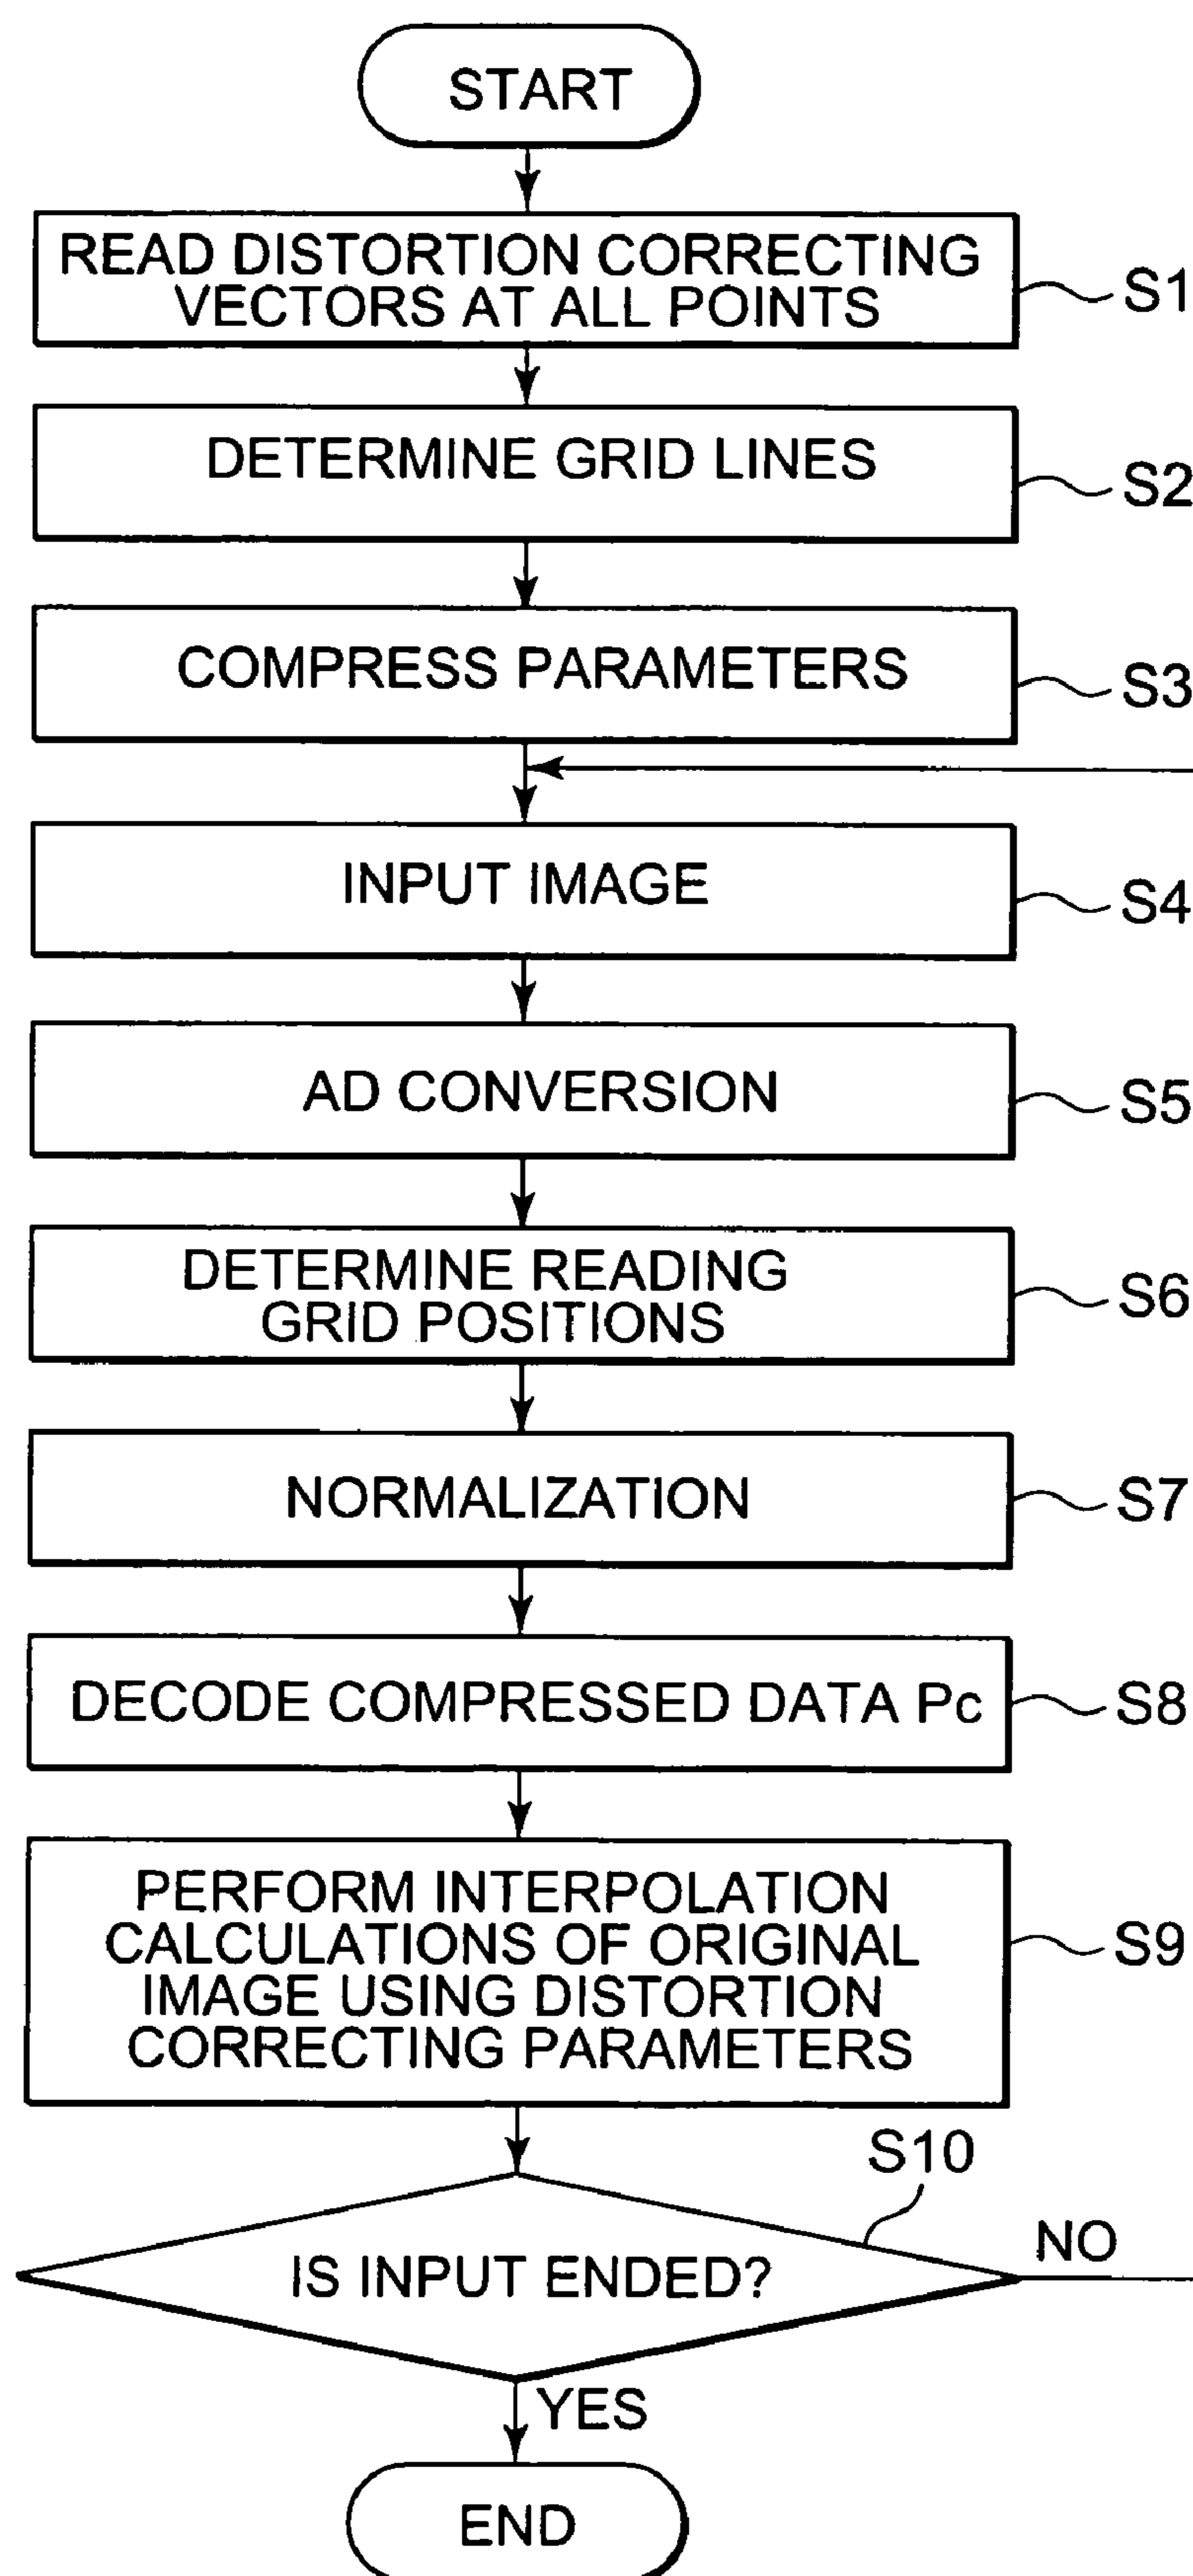 START
READ DISTORTION CORRECTING
VECTORS AT ALL POINTS
S1
DETERMINE GRID LINES
S2
COMPRESS PARAMETERS
S3
INPUT IMAGE
S4
AD CONVERSION
S5
DETERMINE READING
GRID POSITIONS
S6
NORMALIZATION
S7
DECODE COMPRESSED DATA Pc
S8
PERFORM INTERPOLATION
CALCULATIONS OF ORIGINAL
IMAGE USING DISTORTION
CORRECTING PARAMETERS
S9
S10
IS INPUT ENDED?
NO
YES
END